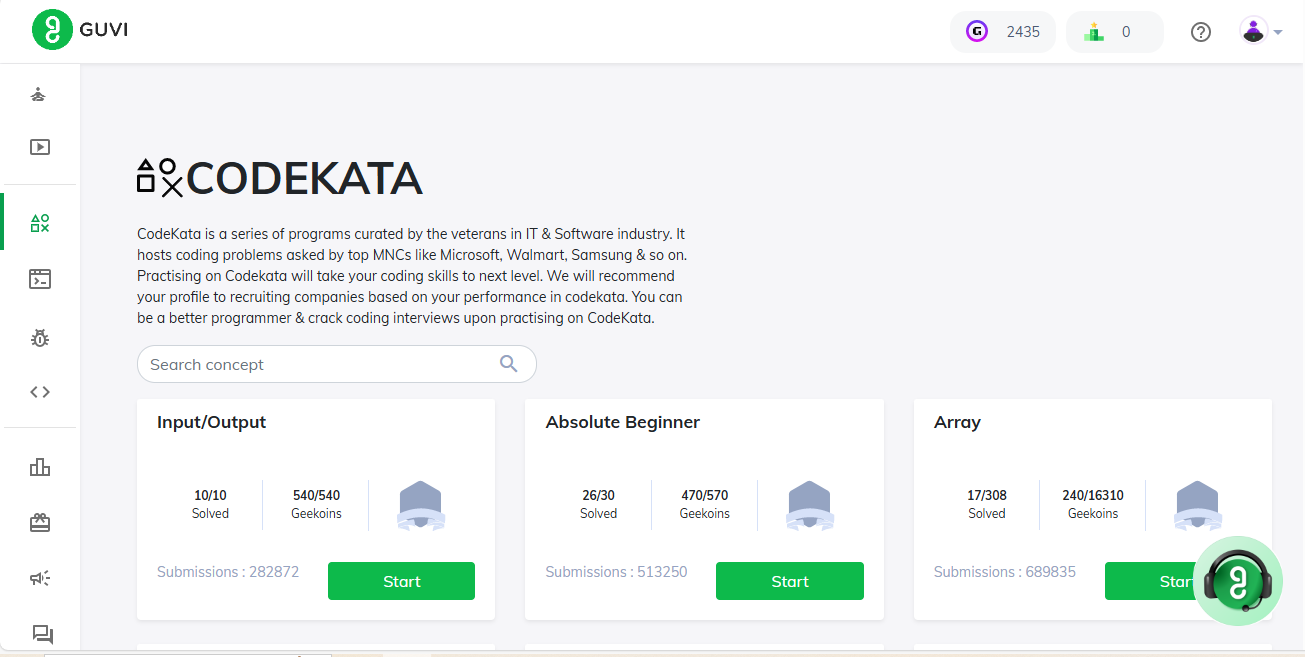 GUVI
2435
0
CODEKATA
CodeKata is a series of programs curated by the veterans in IT & Software industry. It
hosts coding problems asked by top MNCs like Microsoft, Walmart, Samsung & so on.
Practising on Codekata will take your coding skills to next level. We will recommend
your profile to recruiting companies based on your performance in codekata. You can
be a better programmer & crack coding interviews upon practising on CodeKata.
Search concept
Input/Output
10/10
Solved
540/540
Geekoins
Submissions : 282872
Start
Absolute Beginner
26/30
Solved
470/570
Geekoins
Submissions : 513250
Start
Array
17/308
Solved
240/16310
Geekoins
Submissions : 689835
Start